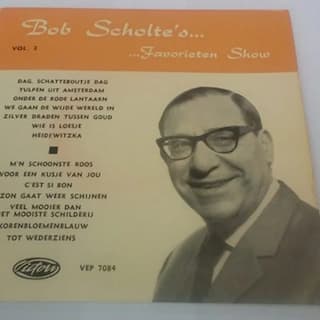 Bob Scholte's...
VOL. 2
...Favorieten Show
DAG, SCHATTEBOUTJE DAG
TULPEN UIT AMSTERDAM
ONDER DE RODE LANTAARN
WE GAAN DE WIJDE WERELD IN
ZILVER DRADEN TUSSEN GOUD
WIE IS LOESJE
HEIDEWITZKA
M'N SCHOONSTE ROOS
VOOR EEN KUSJE VAN JOU
C'EST SI BON
ZON GAAT WEER SCHIJNEN
VEEL MOOIER DAN
HET MOOISTE SCHILDERIJ
KORENBLOEMENBLAUW
TOT WEDERZIENS
VEP 7084